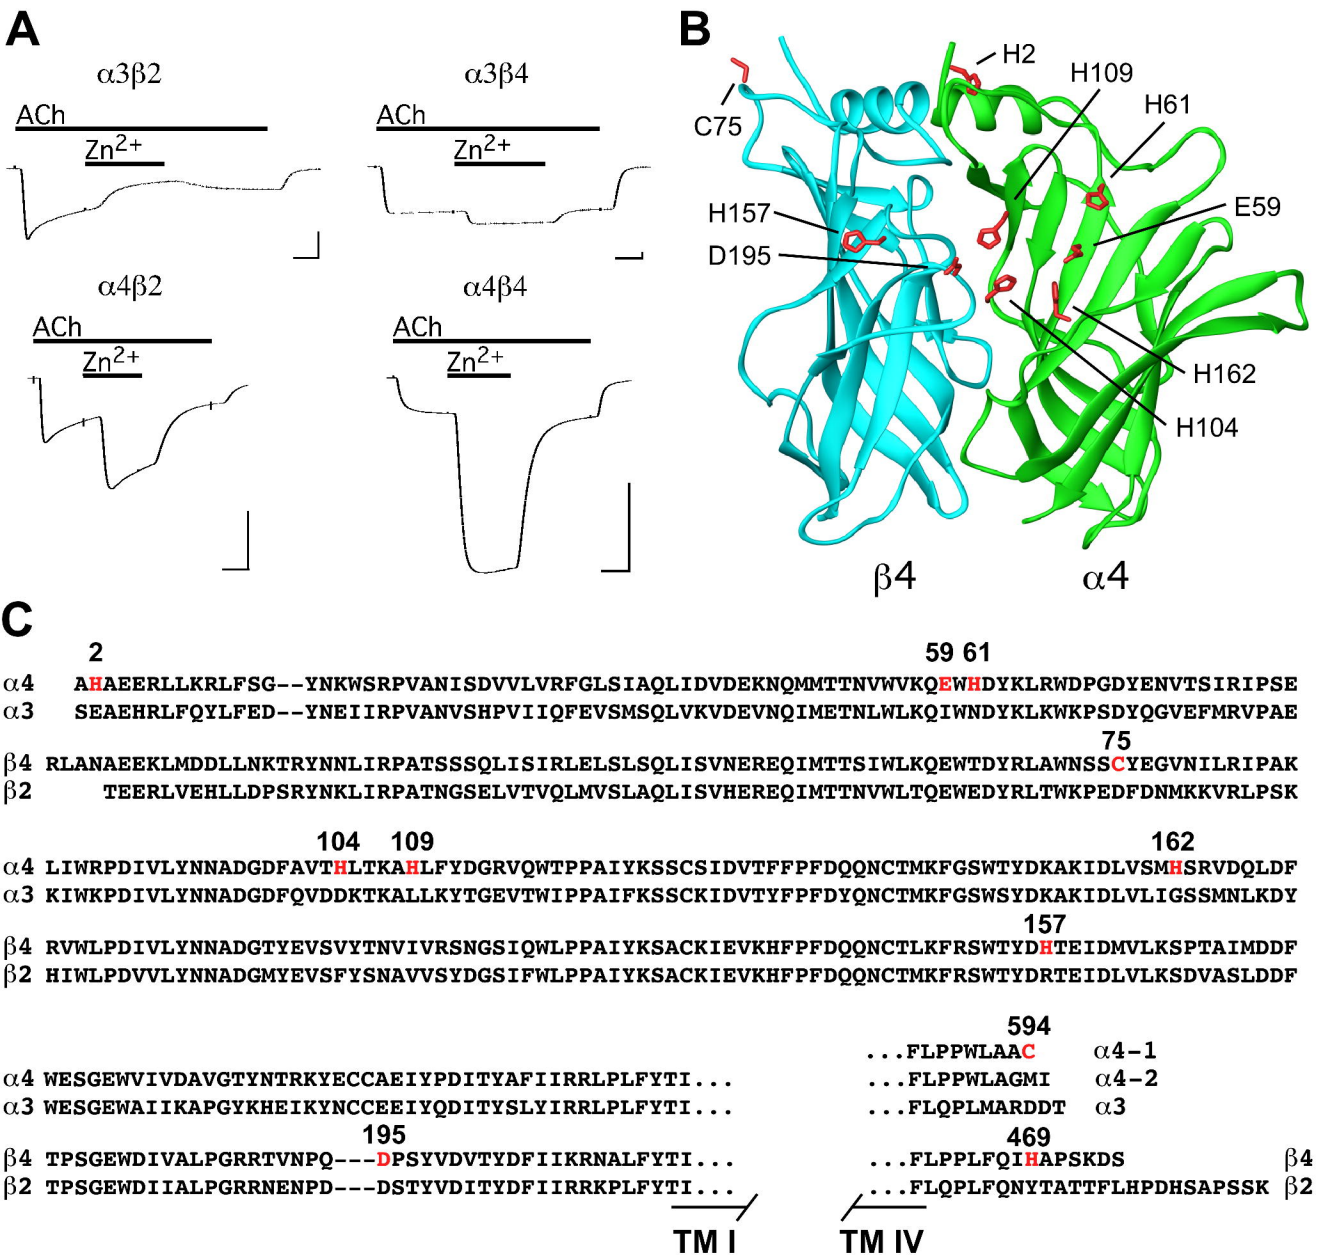 A
α3β2
ACh
Zn2+
α3β4
ACh
Zn2+
α4β2
ACh
Zn2+
α4β4
ACh
Zn2+
B
H2
H109
H61
C75
H157
E59
D195
H162
H104
β4
α4
C
2 59 61
α4 AHAEERLLKRLFSG--YNKWSRPVANISDVVLVRFGLSIAQLIDVDEKNQMMTTNVWVKQEWHDYKLRWDPGDYENVTSIRIPSE
α3 SEAEHRLFQYLFED--YNEIIRPVANVSHPVIIQFEVSMSQLVKVDEVNQIMETNLWLKQIWNDYKLKWKPSDYQGVEFMRVPAE
75
β4 RLANAEEKLMDDLLNKTRYNNLIRPATSSSQLISIRLELSLSQLISVNEREQIMTTSIWLKQEWTDYRLAWNSSCYEGVNILRIPAK
β2 TEERLVEHLLDPSRYNKLIRPATNGSELVTVQLMVSLAQLISVHEREQIMTTNVWLTQEWEDYRLTWKPEDFDNMKKVRLPSK
104 109 162
α4 LIWRPDIVLYNNADGDFAVTHLTKAHLFYDGRVQWTPPAIYKSSCSIDVTFFPFDQQNCTMKFGSWTYDKAKIDLVSMHSRVDQLDF
α3 KIWKPDIVLYNNADGDFQVDDKTKALLKYTGEVTWIPPAIFKSSCKIDVTYFPFDYQNCTMKFGSWSYDKAKIDLVLIGSSMNLKDY
157
β4 RVWLPDIVLYNNADGTYEVSVYTNVIVRSNGSIQWLPPAIYKSACKIEVKHFPFDQQNCTLKFRSWTYDHTEIDMVLKSPTAIMDDF
β2 HIWLPDVVLYNNADGMYEVSFYSNAVVSYDGSIFWLPPAIYKSACKIEVKHFPFDQQNCTMKFRSWTYDRTEIDLVLKSDVASLDDF
594
...FLPPWLAAC α4-1
α4 WESGEWVIVDAVGTYNTRKYECCAEIYPDITYAFIIRRLPLFYTI... ...FLPPWLAGMI α4-2
α3 WESGEWAIIKAPGYKHEIKYNCCEEIYQDITYSLYIRRLPLFYTI... ...FLQPLMARDDT α3
195 469
β4 TPSGEWDIVALPGRRTVNPQ---DPSYVDVTYDFIIKRNALFYTI... ...FLPPLFQIHAPSKDS β4
β2 TPSGEWDIIALPGRRNENPD---DSTYVDITYDFIIRRKPLFYTI... ...FLQPLFQNYTATTFLHPDHSAPSSK β2
TM I TM IV